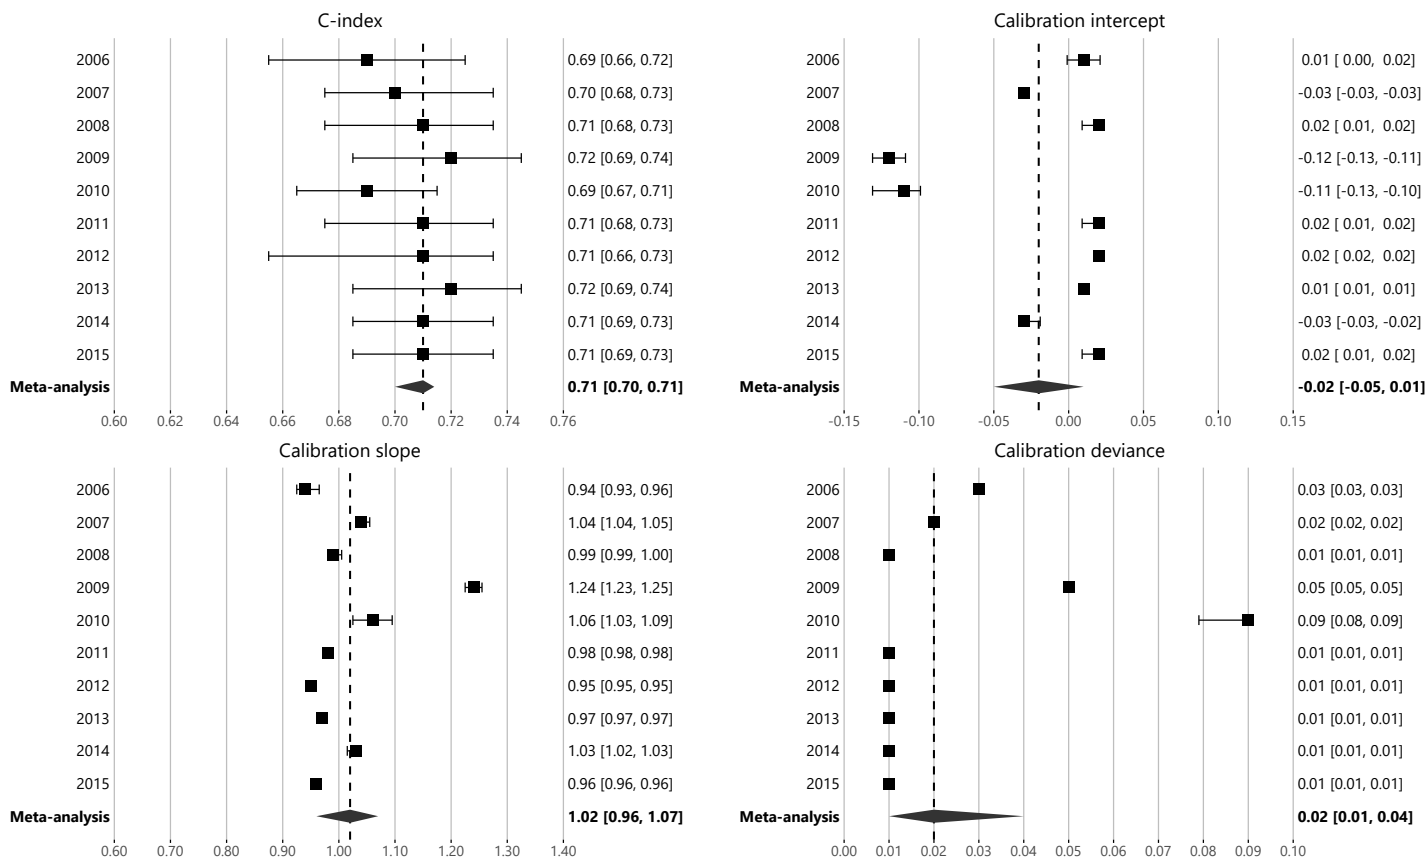 C-index
2006 0.69 [0.66, 0.72]
2007 0.70 [0.68, 0.73]
2008 0.71 [0.68, 0.73]
2009 0.72 [0.69, 0.74]
2010 0.69 [0.67, 0.71]
2011 0.71 [0.68, 0.73]
2012 0.71 [0.66, 0.73]
2013 0.72 [0.69, 0.74]
2014 0.71 [0.69, 0.73]
2015 0.71 [0.69, 0.73]
Meta-analysis 0.71 [0.70, 0.71]
0.60 0.62 0.64 0.66 0.68 0.70 0.72 0.74 0.76
Calibration intercept
2006 0.01 [ 0.00, 0.02]
2007 -0.03 [-0.03, -0.03]
2008 0.02 [ 0.01, 0.02]
2009 -0.12 [-0.13, -0.11]
2010 -0.11 [-0.13, -0.10]
2011 0.02 [ 0.01, 0.02]
2012 0.02 [ 0.02, 0.02]
2013 0.01 [ 0.01, 0.01]
2014 -0.03 [-0.03, -0.02]
2015 0.02 [ 0.01, 0.02]
Meta-analysis -0.02 [-0.05, 0.01]
-0.15 -0.10 -0.05 0.00 0.05 0.10 0.15
Calibration slope
2006 0.94 [0.93, 0.96]
2007 1.04 [1.04, 1.05]
2008 0.99 [0.99, 1.00]
2009 1.24 [1.23, 1.25]
2010 1.06 [1.03, 1.09]
2011 0.98 [0.98, 0.98]
2012 0.95 [0.95, 0.95]
2013 0.97 [0.97, 0.97]
2014 1.03 [1.02, 1.03]
2015 0.96 [0.96, 0.96]
Meta-analysis 1.02 [0.96, 1.07]
0.60 0.70 0.80 0.90 1.00 1.10 1.20 1.30 1.40
Calibration deviance
2006 0.03 [0.03, 0.03]
2007 0.02 [0.02, 0.02]
2008 0.01 [0.01, 0.01]
2009 0.05 [0.05, 0.05]
2010 0.09 [0.08, 0.09]
2011 0.01 [0.01, 0.01]
2012 0.01 [0.01, 0.01]
2013 0.01 [0.01, 0.01]
2014 0.01 [0.01, 0.01]
2015 0.01 [0.01, 0.01]
Meta-analysis 0.02 [0.01, 0.04]
0.00 0.01 0.02 0.03 0.04 0.05 0.06 0.07 0.08 0.09 0.10